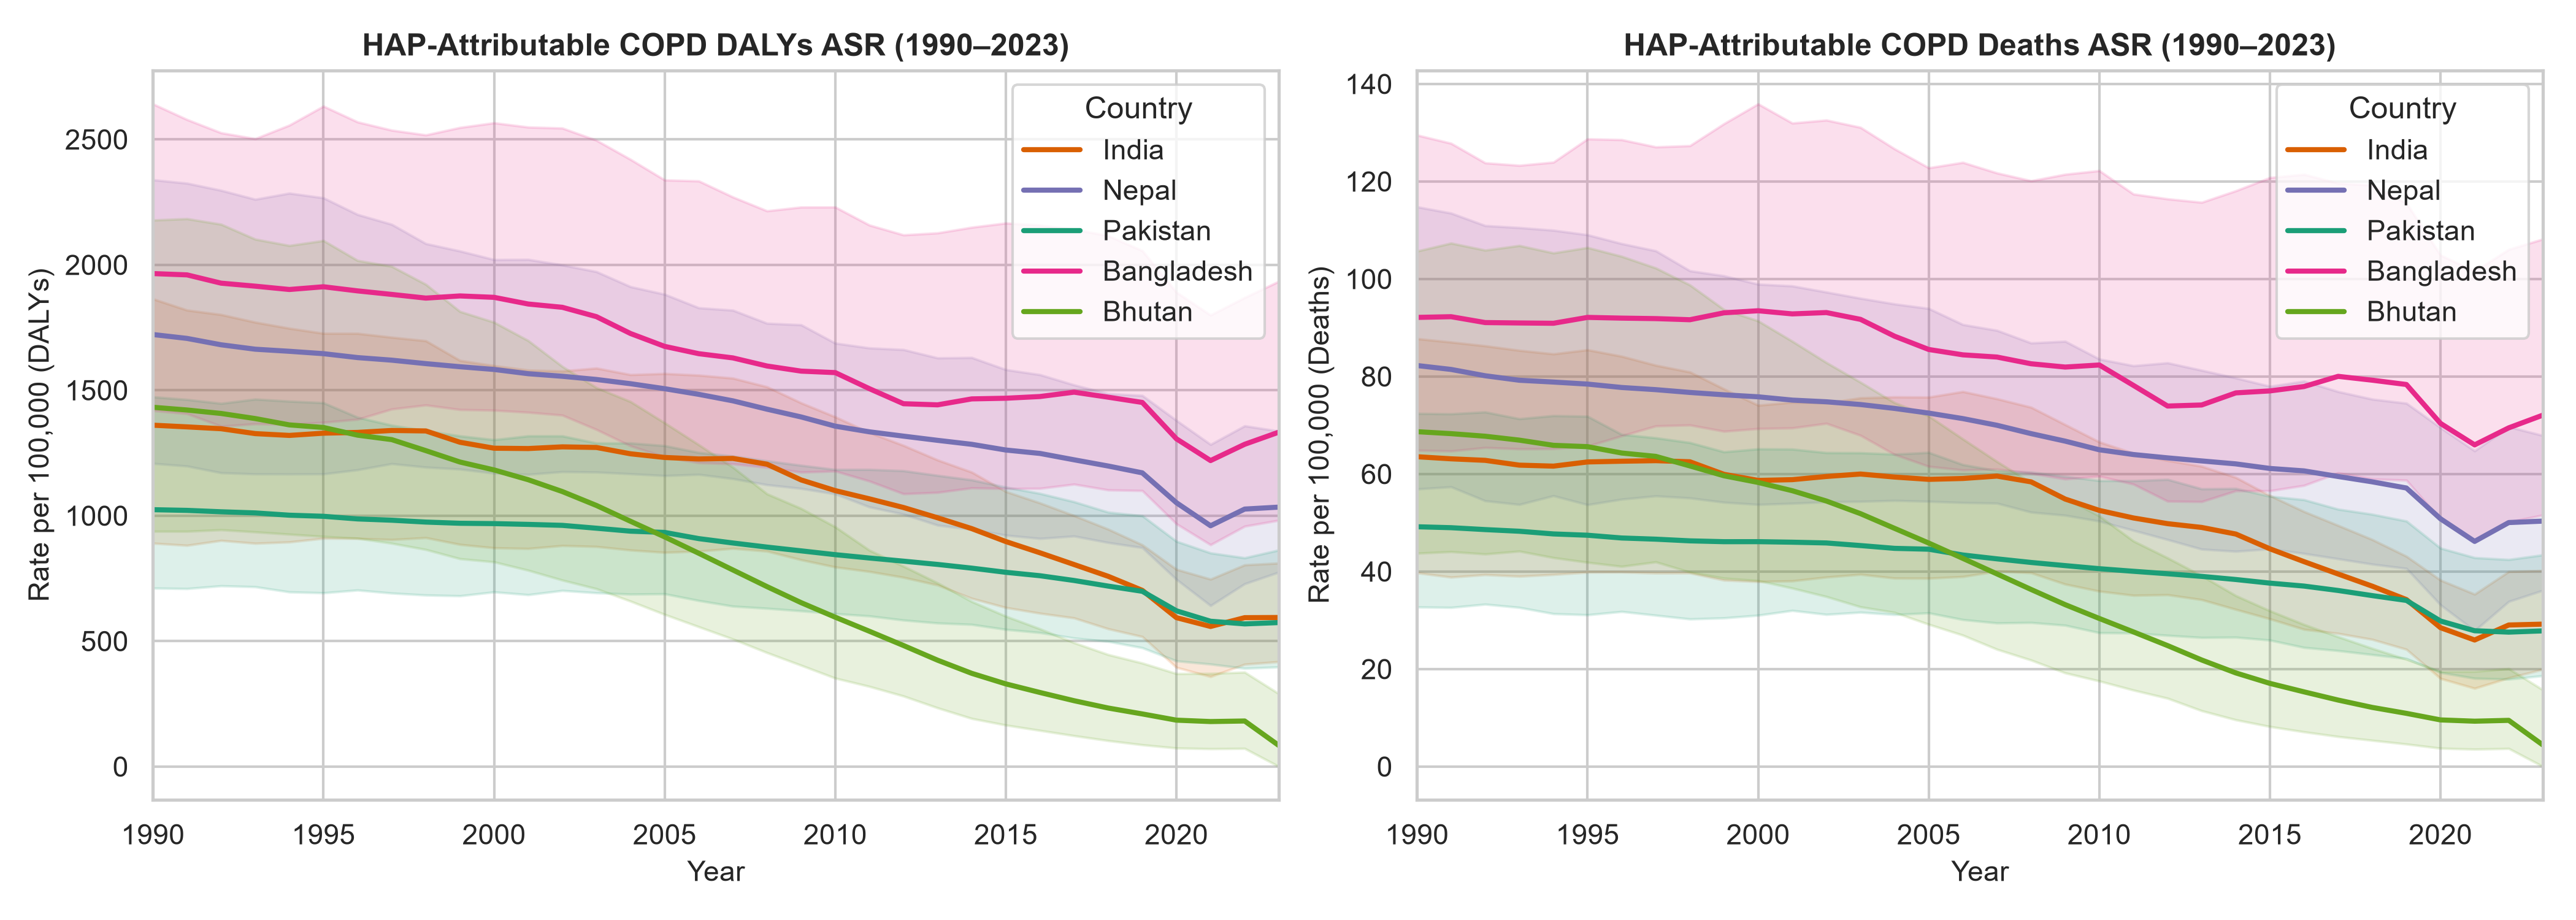 HAP-Attributable COPD DALYs ASR (1990–2023)
Rate per 100,000 (DALYs)
2500
2000
1500
1000
500
0
Country
India
Nepal
Pakistan
Bangladesh
Bhutan
1990 1995 2000 2005 2010 2015 2020
Year
HAP-Attributable COPD Deaths ASR (1990–2023)
Rate per 100,000 (Deaths)
140
120
100
80
60
40
20
0
Country
India
Nepal
Pakistan
Bangladesh
Bhutan
1990 1995 2000 2005 2010 2015 2020
Year